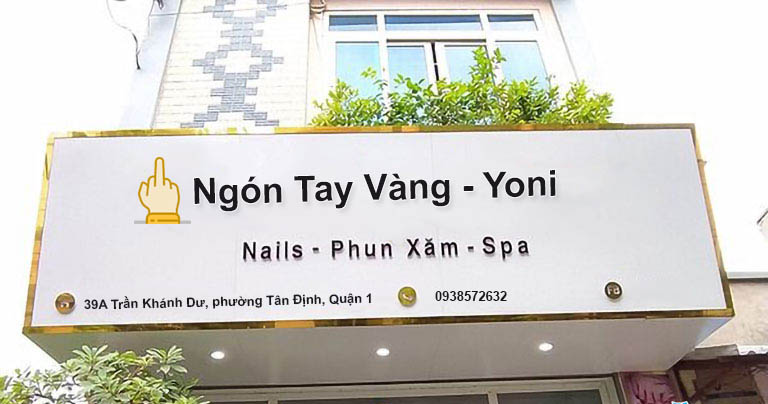 Ngón Tay Vàng - Yoni
Nails - Phun Xăm - Spa
39A Trần Khánh Dư, phường Tân Định, Quận 1 0938572632 FB